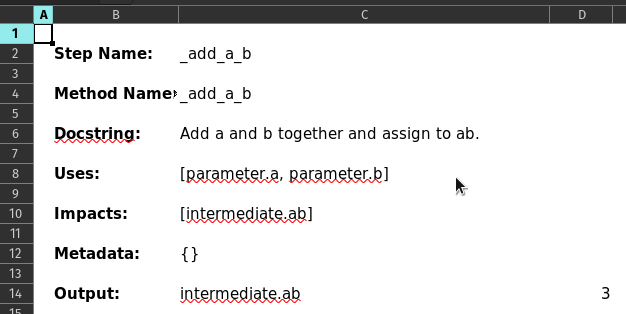 A B C D
1
2 Step Name: _add_a_b
3
4 Method Name: _add_a_b
5
6 Docstring: Add a and b together and assign to ab.
7
8 Uses: [parameter.a, parameter.b]
9
10 Impacts: [intermediate.ab]
11
12 Metadata: {}
13
14 Output: intermediate.ab 3
15